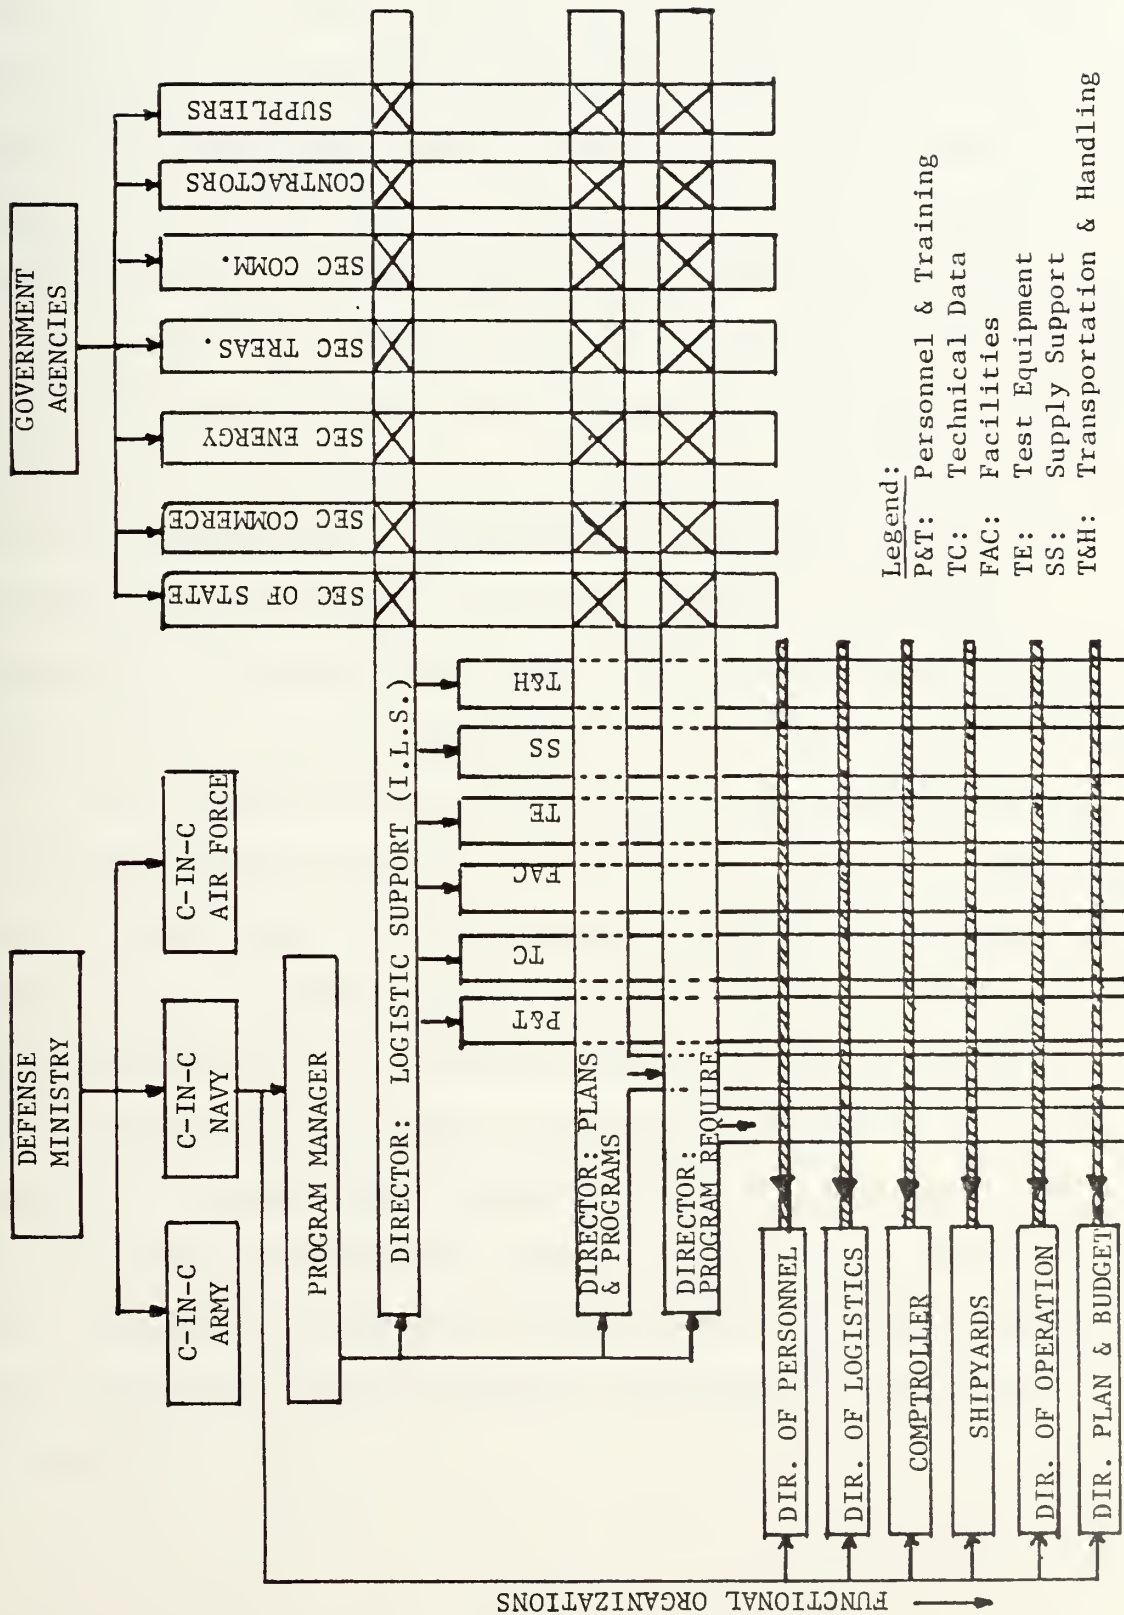 DEFENSE
MINISTRY
C-IN-C
ARMY
C-IN-C
NAVY
C-IN-C
AIR FORCE
PROGRAM MANAGER
GOVERNMENT
AGENCIES
SEC OF STATE
SEC COMMERCE
SEC ENERGY
SEC TREAS.
SEC COMM.
CONTRACTORS
SUPPLIERS
DIRECTOR: LOGISTIC SUPPORT (I.L.S.)
P&T
TC
FAC
TE
SS
T&H
DIRECTOR: PLANS
& PROGRAMS
DIRECTOR:
PROGRAM REQUIRE
DIR. OF PERSONNEL
DIR. OF LOGISTICS
COMPTROLLER
SHIPYARDS
DIR. OF OPERATION
DIR. PLAN & BUDGET
FUNCTIONAL ORGANIZATIONS
Legend:
P&T: Personnel & Training
TC: Technical Data
FAC: Facilities
TE: Test Equipment
SS: Supply Support
T&H: Transportation & Handling